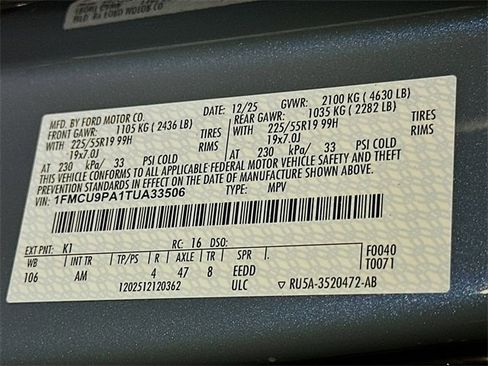 MFD. BY FORD MOTOR CO.
DATE: 12/25 GVWR: 2100 KG ( 4630 LB)
FRONT GAWR: 1105 KG ( 2436 LB) REAR GAWR: 1035 KG ( 2282 LB)
WITH 225/55R19 99H TIRES WITH 225/55R19 99H TIRES
19x7.0J RIMS 19x7.0J RIMS
AT 230 kPa/ 33 PSI COLD AT 230 kPa/ 33 PSI COLD
THIS VEHICLE CONFORMS TO ALL APPLICABLE FEDERAL MOTOR VEHICLE SAFETY AND THEFT
PREVENTION STANDARDS IN EFFECT ON THE DATE OF MANUFACTURE SHOWN ABOVE.
VIN: 1FMCU9PA1TUA33506 TYPE: MPV
EXT PNT: K1 RC: 16 DSO: F0040
WB INT TR TP/PS R AXLE TR SPR T0071
106 AM 4 47 8 EEDD
1202512120362 ULC ▽ RU5A-3520472-AB